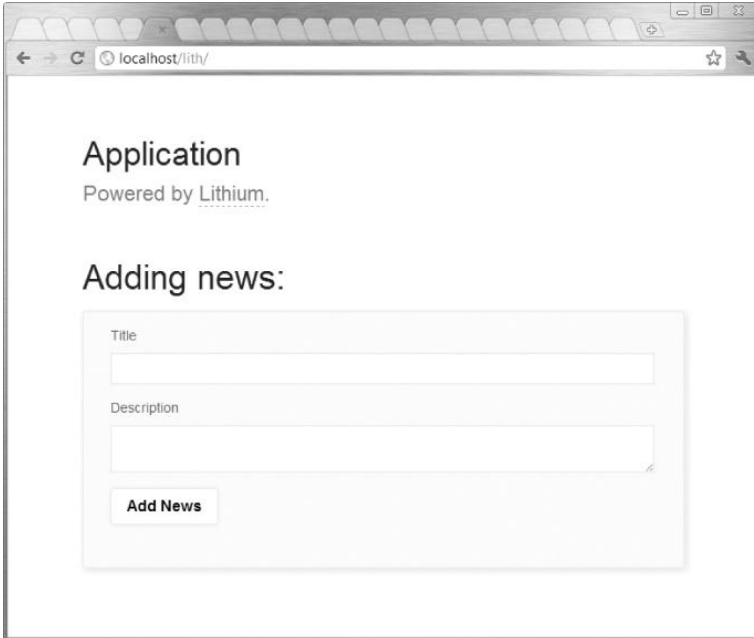 localhost/lith/
Application
Powered by Lithium.
Adding news:
Title
Description
Add News